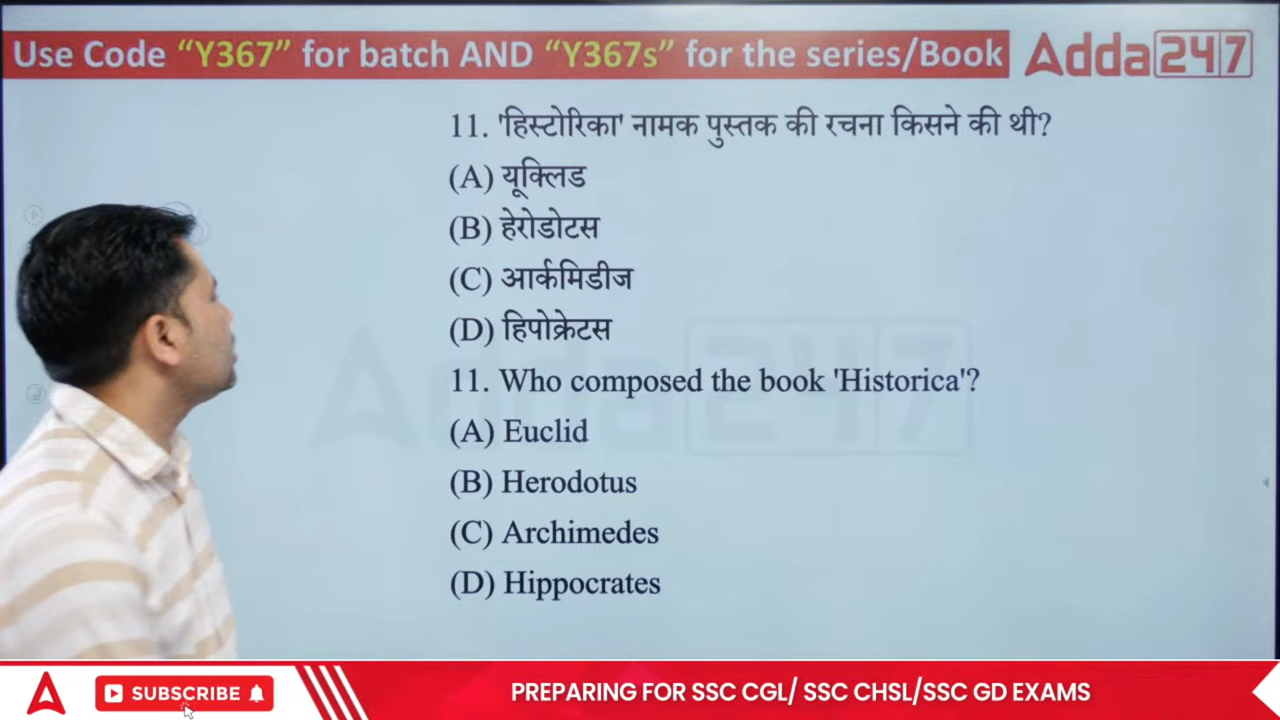 Use Code “Y367” for batch AND “Y367s” for the series/Book
Adda247
11. 'हिस्टोरिका' नामक पुस्तक की रचना किसने की थी?
(A) यूक्लिड
(B) हेरोडोटस
(C) आर्कमिडीज
(D) हिपोक्रेटस
11. Who composed the book 'Historica'?
(A) Euclid
(B) Herodotus
(C) Archimedes
(D) Hippocrates
Adda247
SUBSCRIBE
PREPARING FOR SSC CGL/ SSC CHSL/SSC GD EXAMS